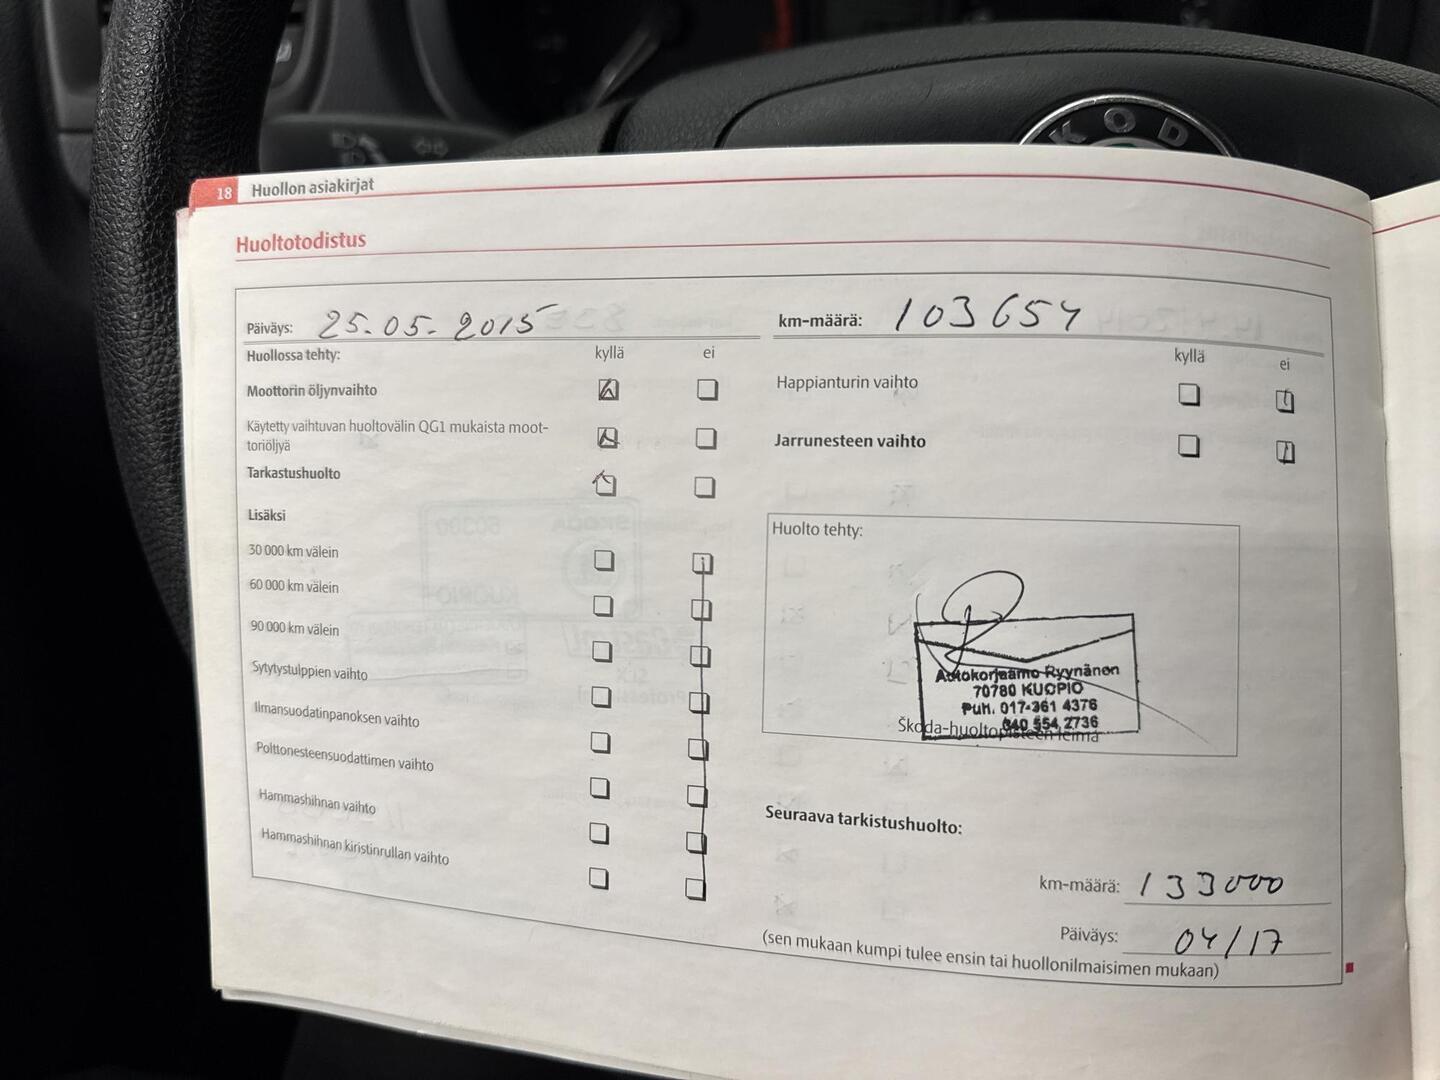 KOD
18 Huollon asiakirjat
Huoltotodistus
Päiväys: 25.05.2015
km-määrä: 103654
Huollossa tehty: kyllä ei
kyllä ei
Moottorin öljynvaihto
Happianturin vaihto
Käytetty vaihtuvan huoltovälin QG1 mukaista moot-
toriöljyä
Jarrunesteen vaihto
Tarkastushuolto
Lisäksi
30 000 km välein
60 000 km välein
90 000 km välein
Sytytystulppien vaihto
Ilmansuodatinpanoksen vaihto
Polttonesteensuodattimen vaihto
Hammashihnan vaihto
Hammashihnan kiristinrullan vaihto
Huolto tehty:
Autokorjaamo Ryynänen
70780 KUOPIO
Puh. 017-361 4376
040 554 2736
Škoda-huoltopisteen leima
Seuraava tarkistushuolto:
km-määrä: 133000
Päiväys: 04/17
(sen mukaan kumpi tulee ensin tai huollonilmaisimen mukaan)